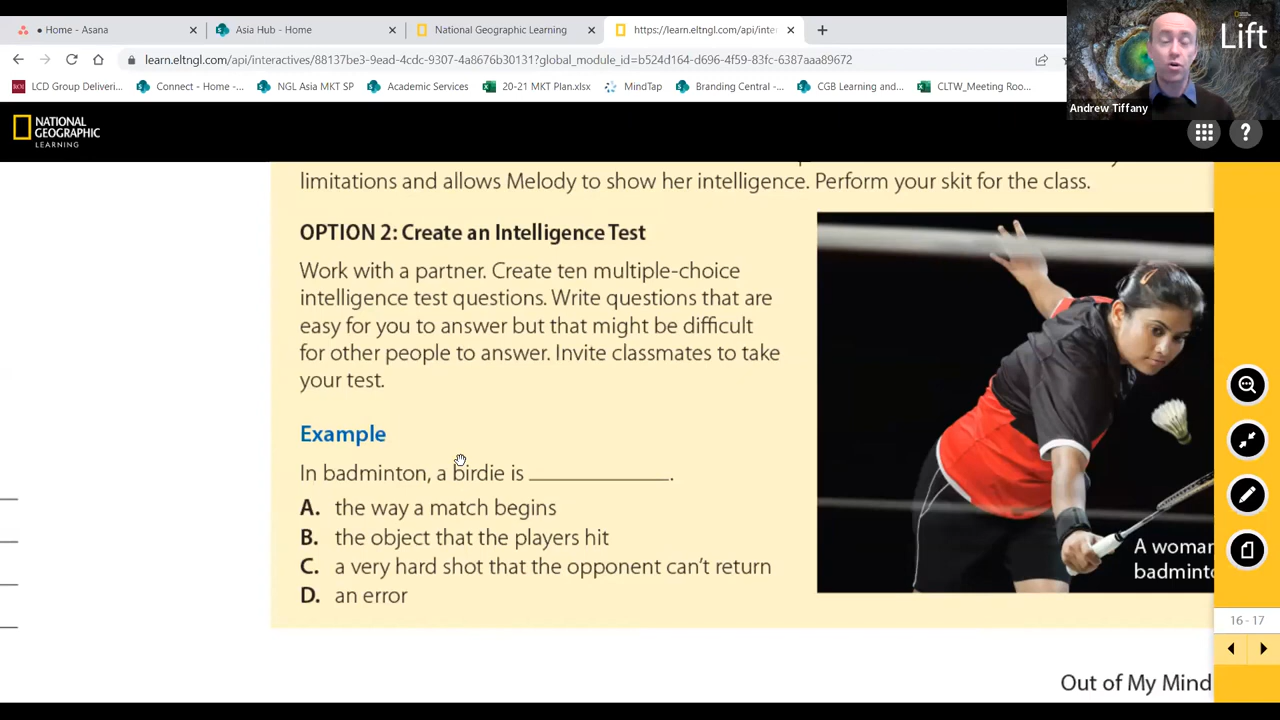 Home - Asana
Asia Hub - Home
National Geographic Learning
https://learn.eltngl.com/api/inte
learn.eltngl.com/api/interactives/88137be3-9ead-4cdc-9307-4a8c76b30131?global_module_id=b524d164-d696-4f59-83fc-6387aaa89672
LCD Group Deliveri...
Connect - Home -...
NGL Asia MKT SP
Academic Services
20-21 MKT Plan.xlsx
MindTap
Branding Central -...
CGB Learning and...
CLTW_Meeting Roo...
Lift
Andrew Tiffany
NATIONAL
GEOGRAPHIC
LEARNING
limitations and allows Melody to show her intelligence. Perform your skit for the class.
OPTION 2: Create an Intelligence Test
Work with a partner. Create ten multiple-choice
intelligence test questions. Write questions that are
easy for you to answer but that might be difficult
for other people to answer. Invite classmates to take
your test.
Example
In badminton, a birdie is ______________.
A. the way a match begins
B. the object that the players hit
C. a very hard shot that the opponent can't return
D. an error
A woman
badminto
16 - 17
Out of My Mind